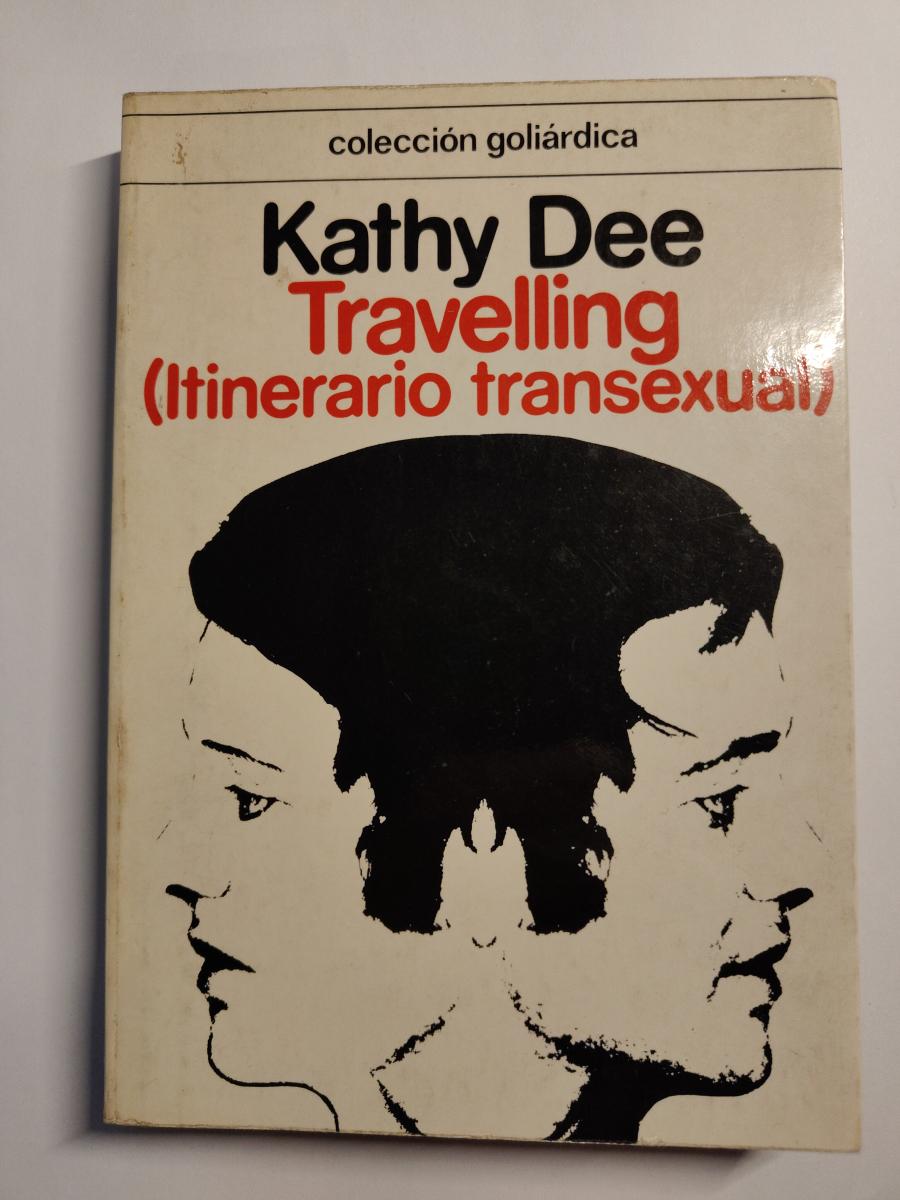 colección goliárdica
Kathy Dee
Travelling
(Itinerario transexual)